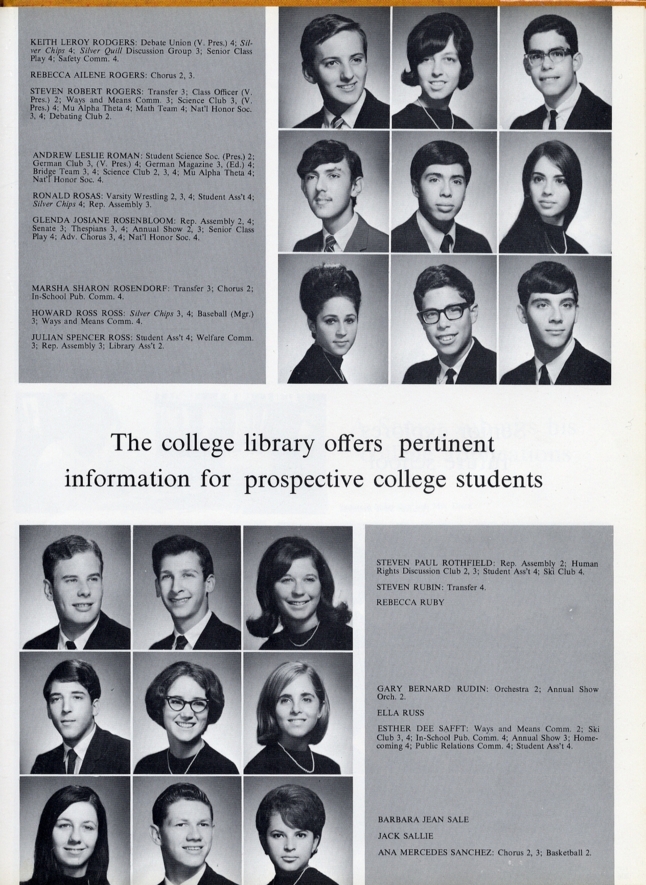 KEITH LEROY RODGERS: Debate Union (V. Pres.) 4; Sil-
ver Chips 4; Silver Quill Discussion Group 3; Senior Class
Play 4; Safety Comm. 4.
REBECCA AILENE ROGERS: Chorus 2, 3.
STEVEN ROBERT ROGERS: Transfer 3; Class Officer (V.
Pres.) 2; Ways and Means Comm. 3; Science Club 3, (V.
Pres.) 4; Mu Alpha Theta 4; Math Team 4; Nat'l Honor Soc.
3, 4; Debating Club 2.
ANDREW LESLIE ROMAN: Student Science Soc. (Pres.) 2;
German Club 3, (V. Pres.) 4; German Magazine 3, (Ed.) 4;
Bridge Team 3, 4; Science Club 2, 3, 4; Mu Alpha Theta 4;
Nat'l Honor Soc. 4.
RONALD ROSAS: Varsity Wrestling 2, 3, 4; Student Ass't 4;
Silver Chips 4; Rep. Assembly 3.
GLENDA JOSIANE ROSENBLOOM: Rep. Assembly 2, 4;
Senate 3; Thespians 3, 4; Annual Show 2, 3; Senior Class
Play 4; Adv. Chorus 3, 4; Nat'l Honor Soc. 4.
MARSHA SHARON ROSENDORF: Transfer 3; Chorus 2;
In-School Pub. Comm. 4.
HOWARD ROSS ROSS: Silver Chips 3, 4; Baseball (Mgr.)
3; Ways and Means Comm. 4.
JULIAN SPENCER ROSS: Student Ass't 4; Welfare Comm.
3; Rep. Assembly 3; Library Ass't 2.
The college library offers pertinent
information for prospective college students
STEVEN PAUL ROTHFIELD: Rep. Assembly 2; Human
Rights Discussion Club 2, 3; Student Ass't 4; Ski Club 4.
STEVEN RUBIN: Transfer 4.
REBECCA RUBY
GARY BERNARD RUDIN: Orchestra 2; Annual Show
Orch. 2.
ELLA RUSS
ESTHER DEE SAFFT: Ways and Means Comm. 2; Ski
Club 3, 4; In-School Pub. Comm. 4; Annual Show 3; Home-
coming 4; Public Relations Comm. 4; Student Ass't 4.
BARBARA JEAN SALE
JACK SALLIE
ANA MERCEDES SANCHEZ: Chorus 2, 3; Basketball 2.